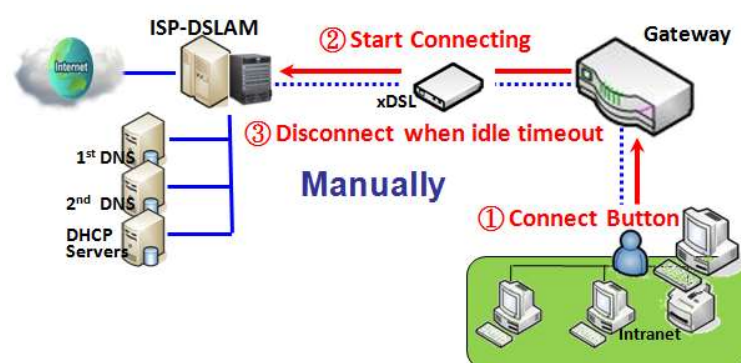 ISP-DSLAM
② Start Connecting
Gateway
Internet
xDSL
③ Disconnect when idle timeout
1st DNS
Manually
2nd DNS
① Connect Button
DHCP
Servers
Intranet